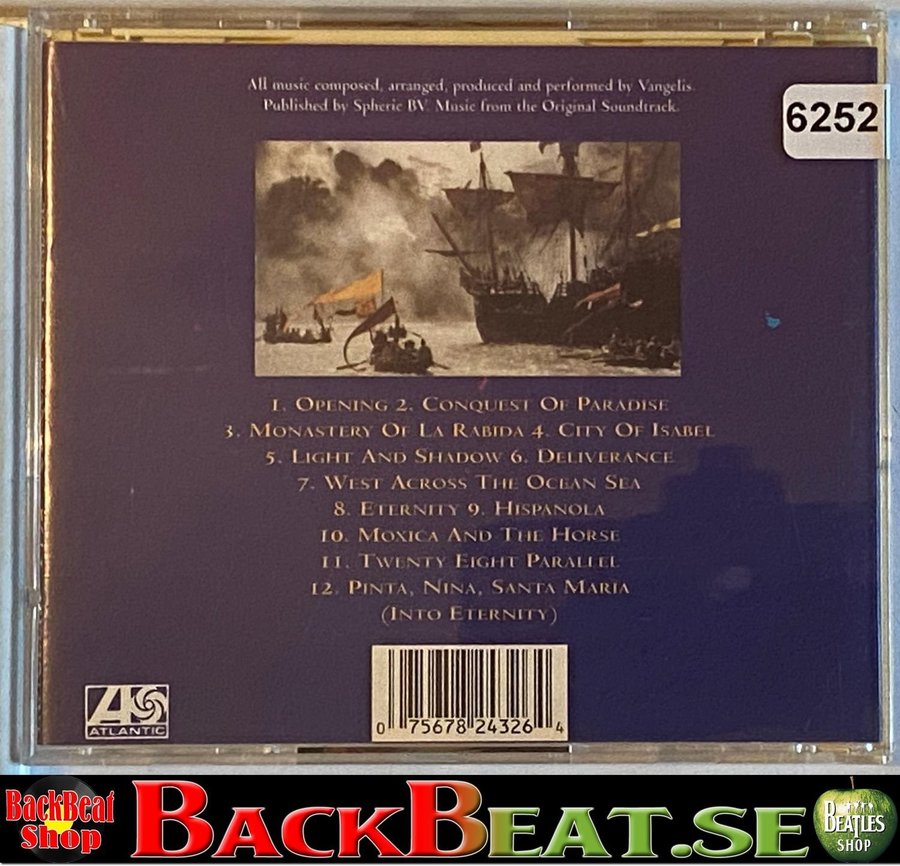 All music composed, arranged, produced and performed by Vangelis.
Published by Spheric BV. Music from the Original Soundtrack.
6252
1. Opening 2. Conquest Of Paradise
3. Monastery Of La Rabida 4. City Of Isabel
5. Light And Shadow 6. Deliverance
7. West Across The Ocean Sea
8. Eternity 9. Hispanola
10. Moxica And The Horse
11. Twenty Eight Parallel
12. Pinta, Nina, Santa Maria
(Into Eternity)
ATLANTIC
0 75678 24326 4
BackBeat
Shop
BACKBEAT.SE
BEATLES
SHOP